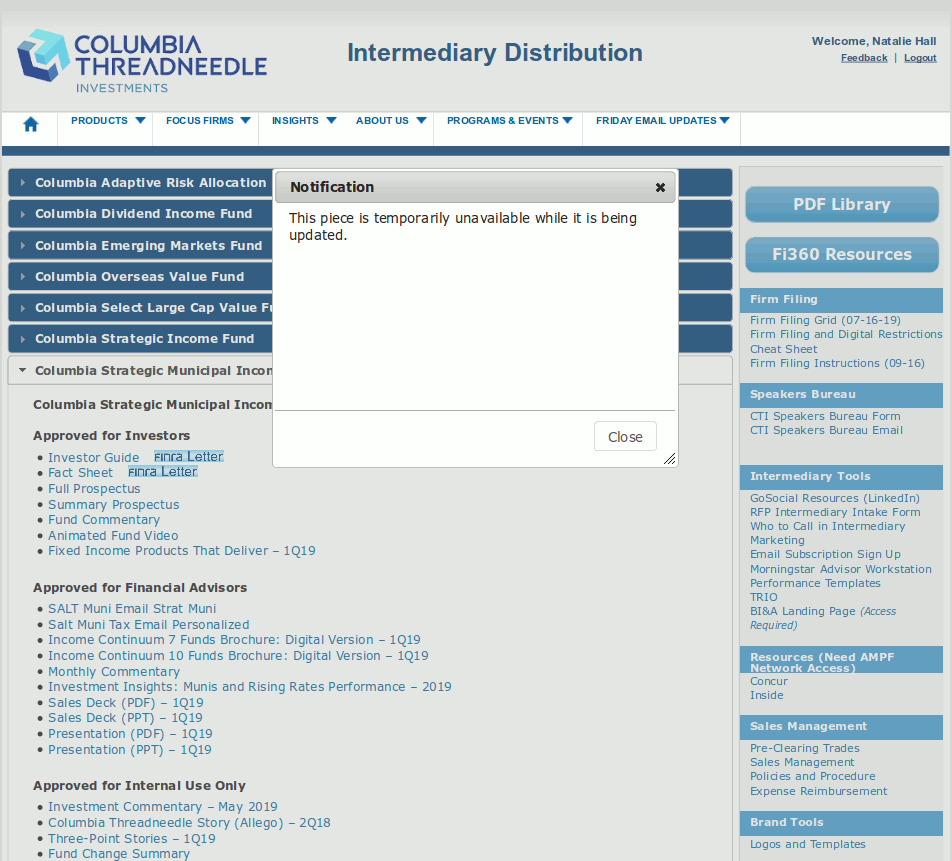 COLUMBIA
THREADNEEDLE
INVESTMENTS
Intermediary Distribution
Welcome, Natalie Hall
Feedback | Logout
PRODUCTS
FOCUS FIRMS
INSIGHTS
ABOUT US
PROGRAMS & EVENTS
FRIDAY EMAIL UPDATES
Columbia Adaptive Risk Allocation
Columbia Dividend Income Fund
Columbia Emerging Markets Fund
Columbia Overseas Value Fund
Columbia Select Large Cap Value
Columbia Strategic Income Fund
Columbia Strategic Municipal
Columbia Strategic Municipal
Approved for Investors
• Investor Guide Finra Letter
• Fact Sheet Finra Letter
• Full Prospectus
• Summary Prospectus
• Fund Commentary
• Animated Fund Video
• Fixed Income Products That Deliver – 1Q19
Approved for Financial Advisors
• SALT Muni Email Strat Muni
• Salt Muni Tax Email Personalized
• Income Continuum 7 Funds Brochure: Digital Version – 1Q19
• Income Continuum 10 Funds Brochure: Digital Version – 1Q19
• Monthly Commentary
• Investment Insights: Munis and Rising Rates Performance – 2019
• Sales Deck (PDF) – 1Q19
• Sales Deck (PPT) – 1Q19
• Presentation (PDF) – 1Q19
• Presentation (PPT) – 1Q19
Approved for Internal Use Only
• Investment Commentary – May 2019
• Columbia Threadneedle Story (Allego) – 2Q18
• Three-Point Stories – 1Q19
• Fund Change Summary
Notification
This piece is temporarily unavailable while it is being
updated.
Close
PDF Library
Fi360 Resources
Firm Filing
Firm Filing Grid (07-16-19)
Firm Filing and Digital Restrictions
Cheat Sheet
Firm Filing Instructions (09-16)
Speakers Bureau
CTI Speakers Bureau Form
CTI Speakers Bureau Email
Intermediary Tools
GoSocial Resources (LinkedIn)
RFP Intermediary Intake Form
Who to Call in Intermediary
Marketing
Email Subscription Sign Up
Morningstar Advisor Workstation
Performance Templates
TRIO
BI&A Landing Page (Access
Required)
Resources (Need AMPF
Network Access)
Concur
Inside
Sales Management
Pre-Clearing Trades
Sales Management
Policies and Procedure
Expense Reimbursement
Brand Tools
Logos and Templates